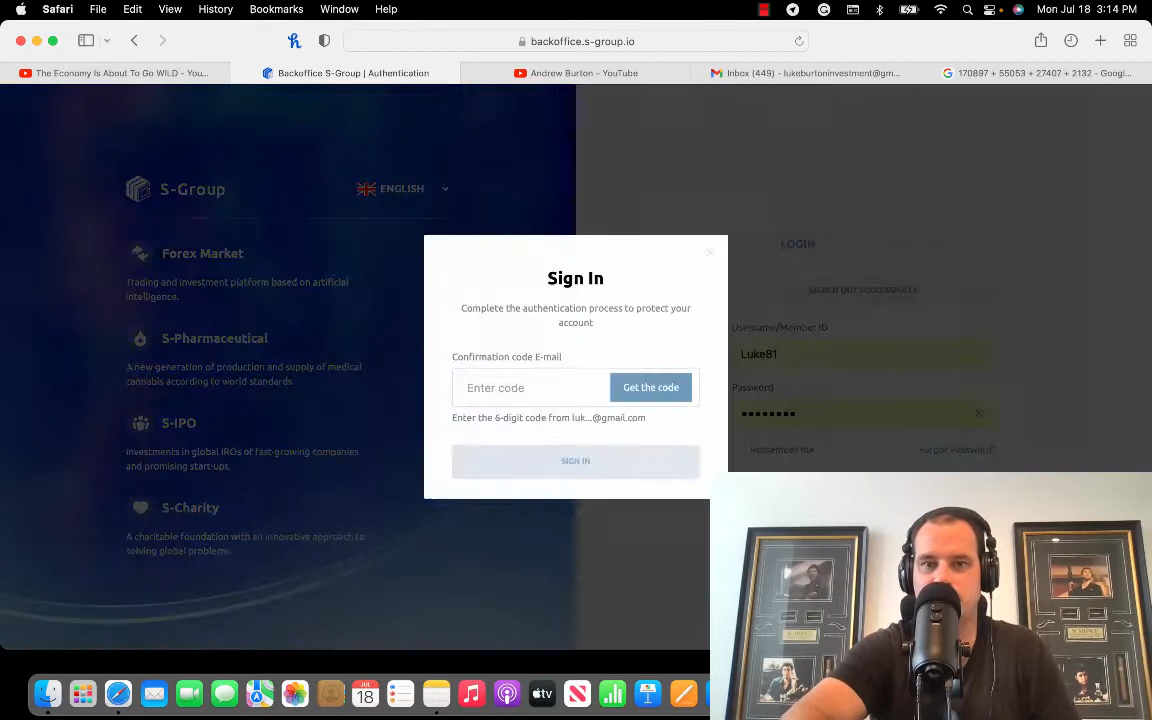 Safari File Edit View History Bookmarks Window Help Mon Jul 18 3:14 PM
backoffice.s-group.io
The Economy Is About To Go WILD - You...
Backoffice S-Group | Authentication
Andrew Burton - YouTube
Inbox (449) - lukeburtoninvestment@gm...
170897 + 55053 + 27407 + 2132 - Googl...
S-Group
ENGLISH
Forex Market
Trading and investment platform based on artificial
intelligence.
S-Pharmaceutical
A new generation of production and supply of medical
cannabis according to world standards
S-IPO
Investments in global IROs of fast-growing companies
and promising start-ups.
S-Charity
A charitable foundation with an innovative approach to
solving global problems
Sign In
Complete the authentication process to protect your
account
Confirmation code E-mail
Enter code
Get the code
Enter the 6-digit code from luk...@gmail.com
SIGN IN
LOGIN
Username/Member ID
Luke81
Password
Remember me
Forgot Password?
JUL
18
tv
SCARFACE